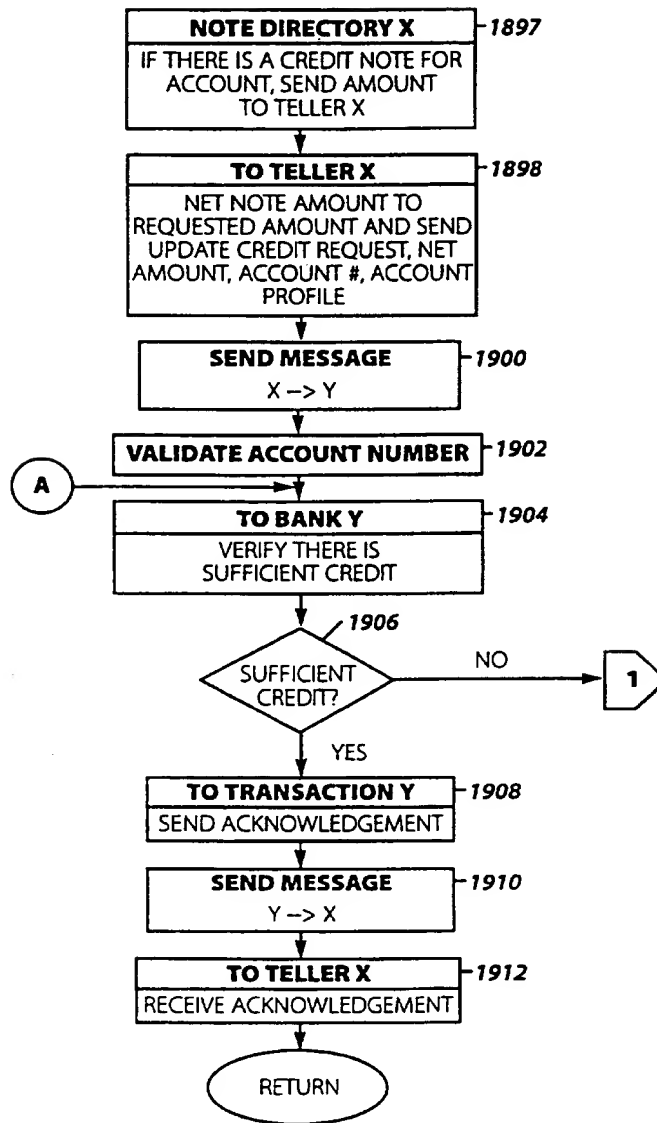 NOTE DIRECTORY X
1897
IF THERE IS A CREDIT NOTE FOR
ACCOUNT, SEND AMOUNT
TO TELLER X
TO TELLER X
1898
NET NOTE AMOUNT TO
REQUESTED AMOUNT AND SEND
UPDATE CREDIT REQUEST, NET
AMOUNT, ACCOUNT #, ACCOUNT
PROFILE
SEND MESSAGE
1900
X --> Y
VALIDATE ACCOUNT NUMBER
1902
A
TO BANK Y
1904
VERIFY THERE IS
SUFFICIENT CREDIT
1906
SUFFICIENT
CREDIT?
NO
1
YES
TO TRANSACTION Y
1908
SEND ACKNOWLEDGEMENT
SEND MESSAGE
1910
Y --> X
TO TELLER X
1912
RECEIVE ACKNOWLEDGEMENT
RETURN